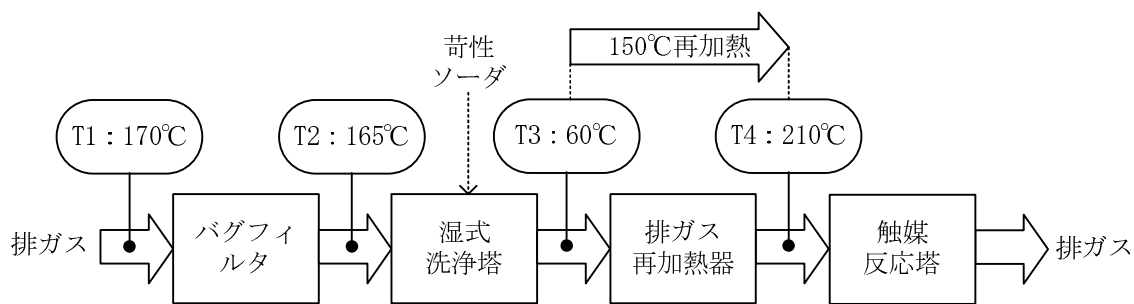 150℃再加熱
苛性
ソーダ
T1：170℃
T2：165℃
T3：60℃
T4：210℃
排ガス
バグフィ
ルタ
湿式
洗浄塔
排ガス
再加熱器
触媒
反応塔
排ガス